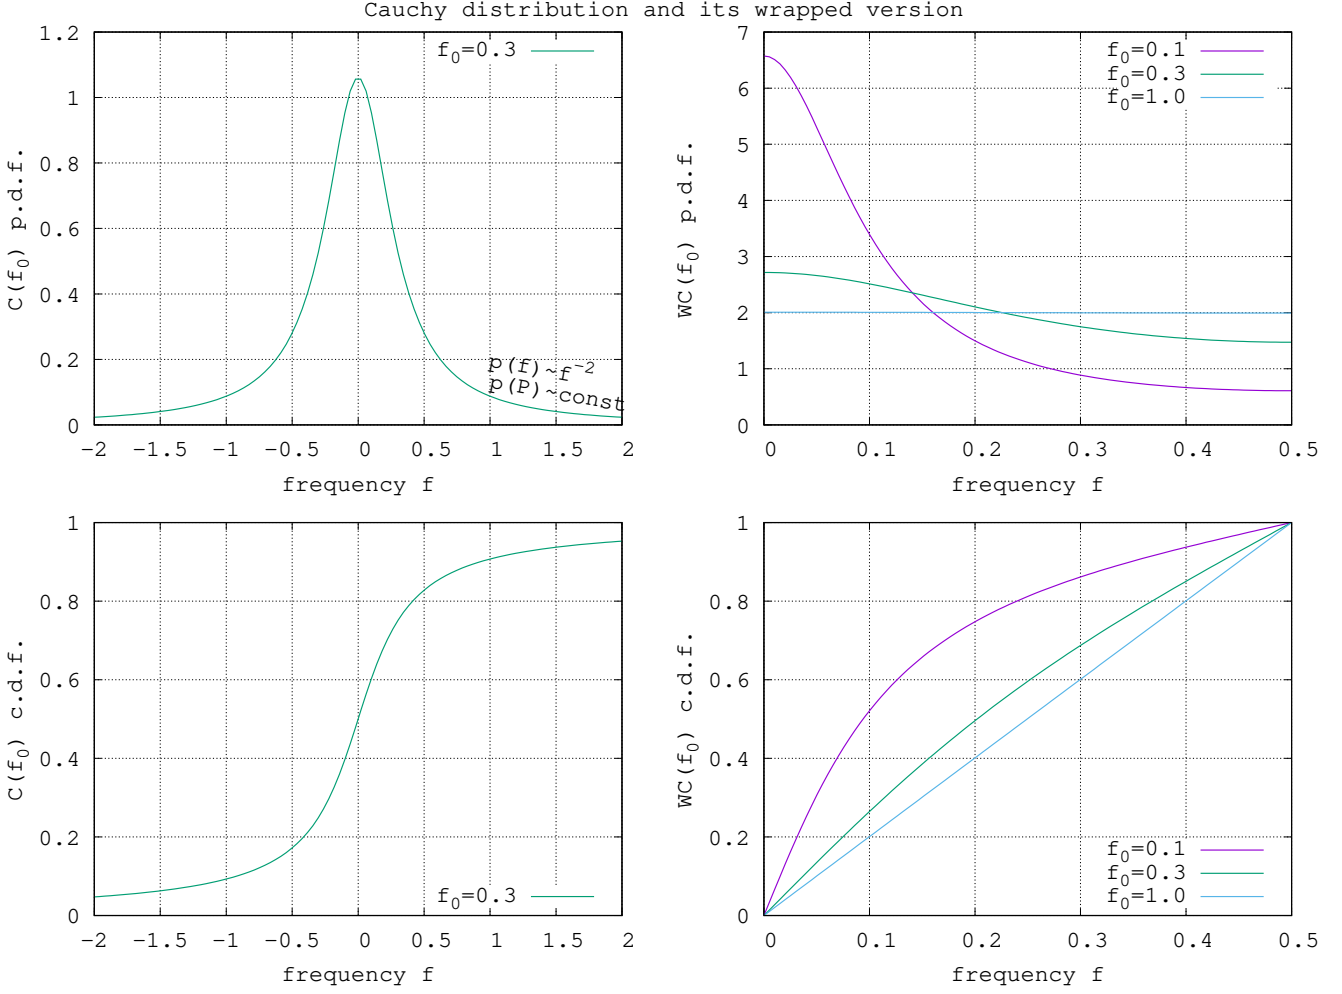 Cauchy distribution and its wrapped version
C(f₀) p.d.f.
1.2
1
0.8
0.6
0.4
0.2
0
f₀=0.3
p(f)~f⁻²
p(P)~const
−2 −1.5 −1 −0.5 0 0.5 1 1.5 2
frequency f
WC(f₀) p.d.f.
7
6
5
4
3
2
1
0
f₀=0.1
f₀=0.3
f₀=1.0
0 0.1 0.2 0.3 0.4 0.5
frequency f
C(f₀) c.d.f.
1
0.8
0.6
0.4
0.2
0
f₀=0.3
−2 −1.5 −1 −0.5 0 0.5 1 1.5 2
frequency f
WC(f₀) c.d.f.
1
0.8
0.6
0.4
0.2
0
f₀=0.1
f₀=0.3
f₀=1.0
0 0.1 0.2 0.3 0.4 0.5
frequency f